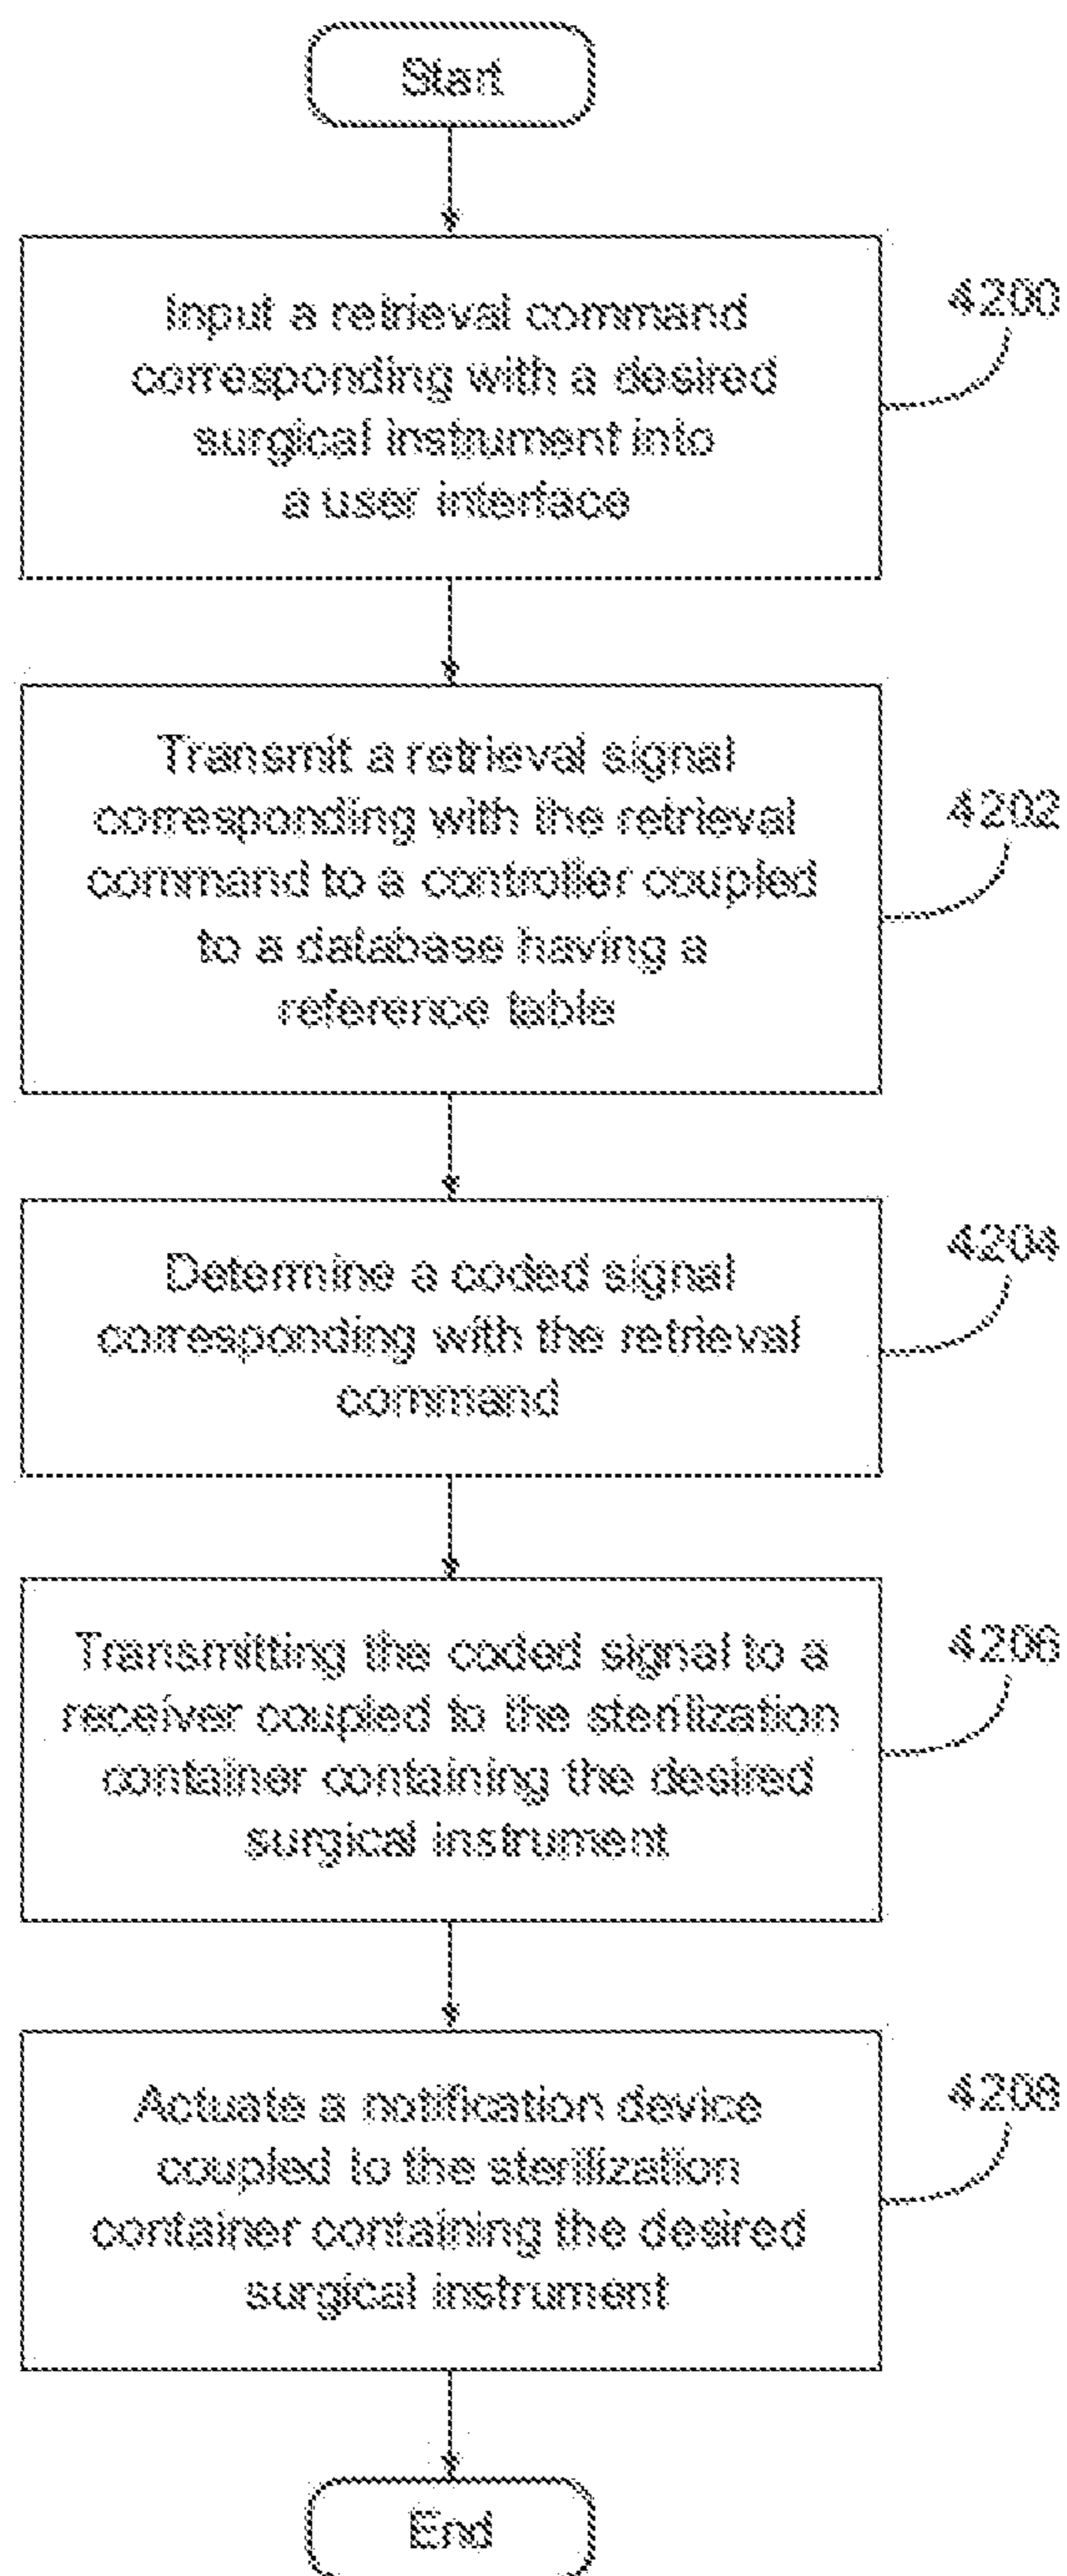 Start
Input a retrieval command
corresponding with a desired
surgical instrument into
a user interface
4200
Transmit a retrieval signal
corresponding with the retrieval
command to a controller coupled
to a database having a
reference table
4202
Determine a coded signal
corresponding with the retrieval
command
4204
Transmitting the coded signal to a
receiver coupled to the sterilization
container containing the desired
surgical instrument
4206
Actuate a notification device
coupled to the sterilization
container containing the desired
surgical instrument
4208
End